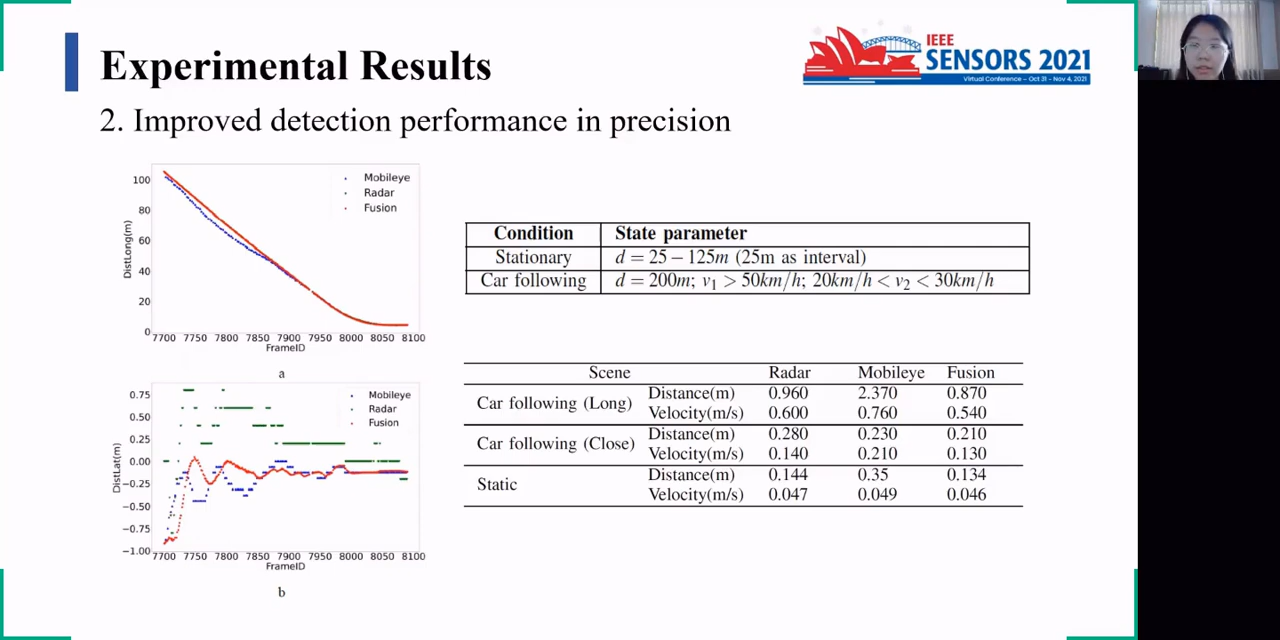 Experimental Results
IEEE
SENSORS 2021
Virtual Conference – Oct 31 - Nov 4, 2021
2. Improved detection performance in precision
Mobileye
Radar
Fusion
DistLong(m)
100
80
60
40
20
0
7700 7750 7800 7850 7900 7950 8000 8050 8100
FrameID
a
Mobileye
Radar
Fusion
DistLat(m)
0.75
0.50
0.25
0.00
−0.25
−0.50
−0.75
−1.00
7700 7750 7800 7850 7900 7950 8000 8050 8100
FrameID
b
Condition State parameter
Stationary d = 25 − 125m (25m as interval)
Car following d = 200m; v₁ > 50km/h; 20km/h < v₂ < 30km/h
Scene Radar Mobileye Fusion
Car following (Long) Distance(m) 0.960 2.370 0.870
Velocity(m/s) 0.600 0.760 0.540
Car following (Close) Distance(m) 0.280 0.230 0.210
Velocity(m/s) 0.140 0.210 0.130
Static Distance(m) 0.144 0.35 0.134
Velocity(m/s) 0.047 0.049 0.046